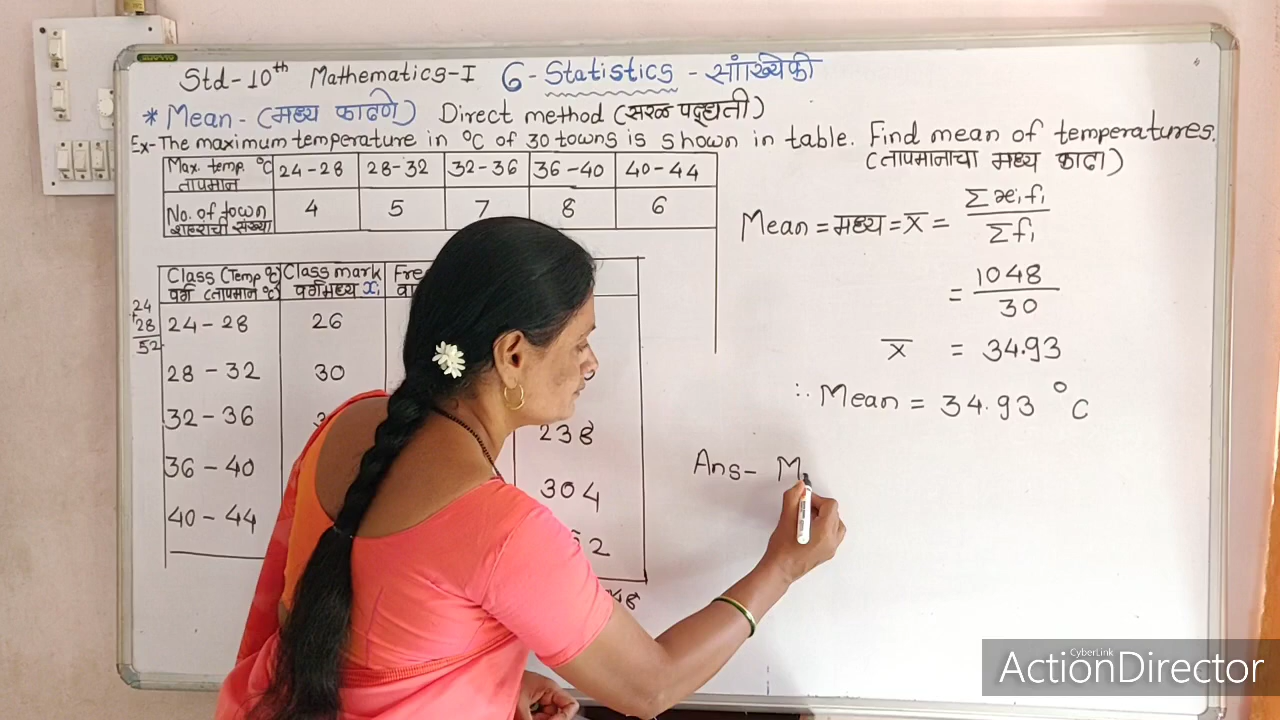 Std-10th Mathematics-I 6-Statistics - सांख्यिकी
* Mean - (मध्य काढणे) Direct method (सरळ पद्धती)
Ex-The maximum temperature in °C of 30 towns is shown in table. Find mean of temperatures.
(तापमानाचा मध्य काढा)
Max. temp. °C तापमान 24-28 28-32 32-36 36-40 40-44
No. of town शहराची संख्या 4 5 7 8 6
Mean = मध्य = x̅ = Σxᵢfᵢ / Σfᵢ
= 1048 / 30
x̅ = 34.93
∴ Mean = 34.93 °C
Ans- M
Class (Temp °C) Class mark Fre
वर्ग (तापमान °C) वर्गमध्य xᵢ
24
+28
52
24-28 26
28-32 30
32-36 238
36-40 304
40-44 52
48